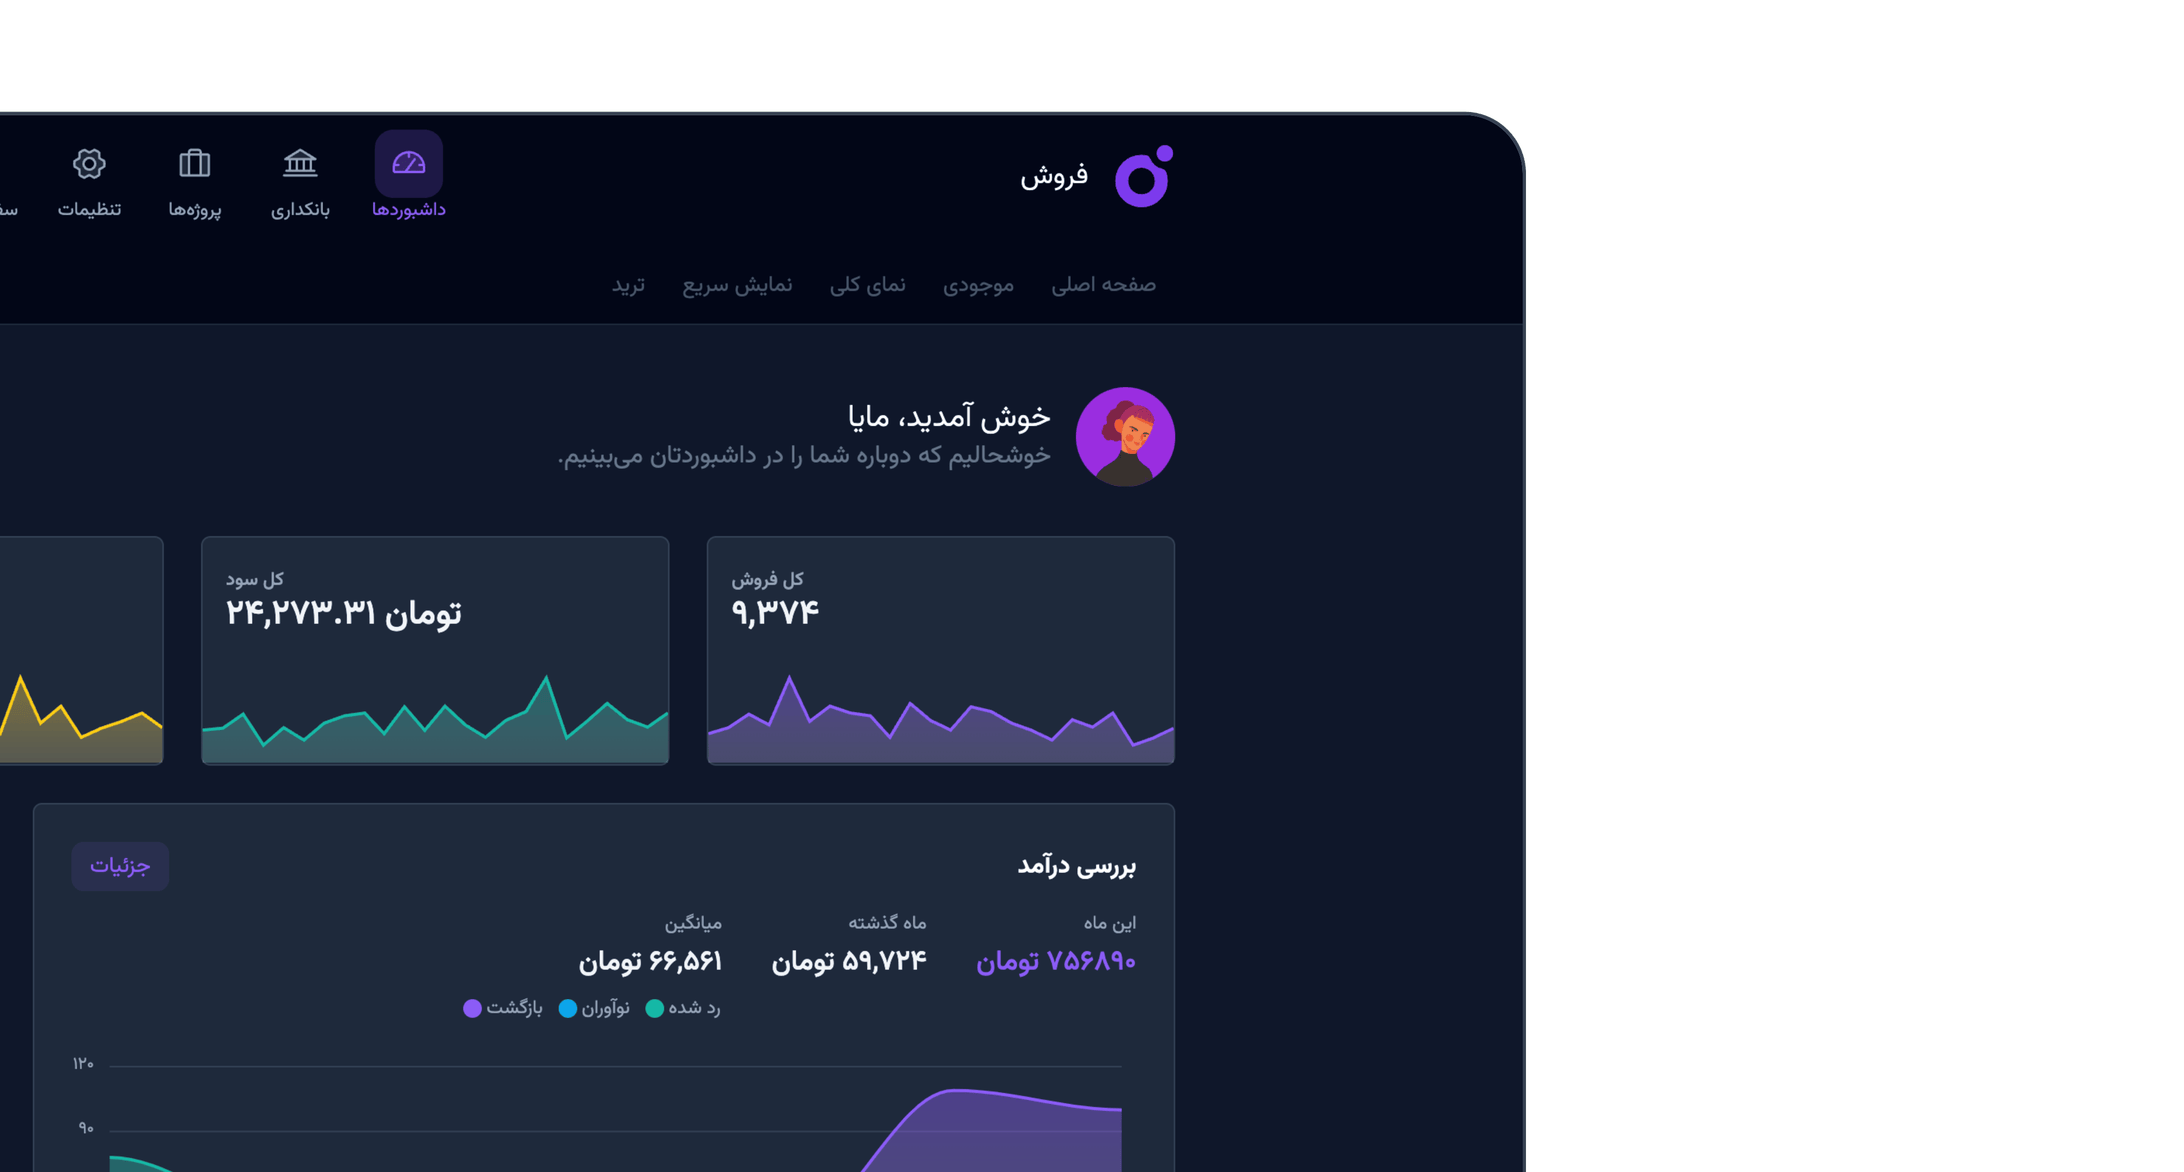 فروش
داشبوردها
بانکداری
پروژه‌ها
تنظیمات
صفحه اصلی
موجودی
نمای کلی
نمایش سریع
ترید
خوش آمدید، مایا
خوشحالیم که دوباره شما را در داشبوردتان می‌بینیم.
کل فروش
۹,۳۷۴
کل سود
تومان ۲۴,۲۷۳.۳۱
بررسی درآمد
جزئیات
این ماه
۷۵۶۸۹۰ تومان
ماه گذشته
۵۹,۷۲۴ تومان
میانگین
۶۶,۵۶۱ تومان
رد شده
نوآوران
بازگشت
۱۲۰
۹۰